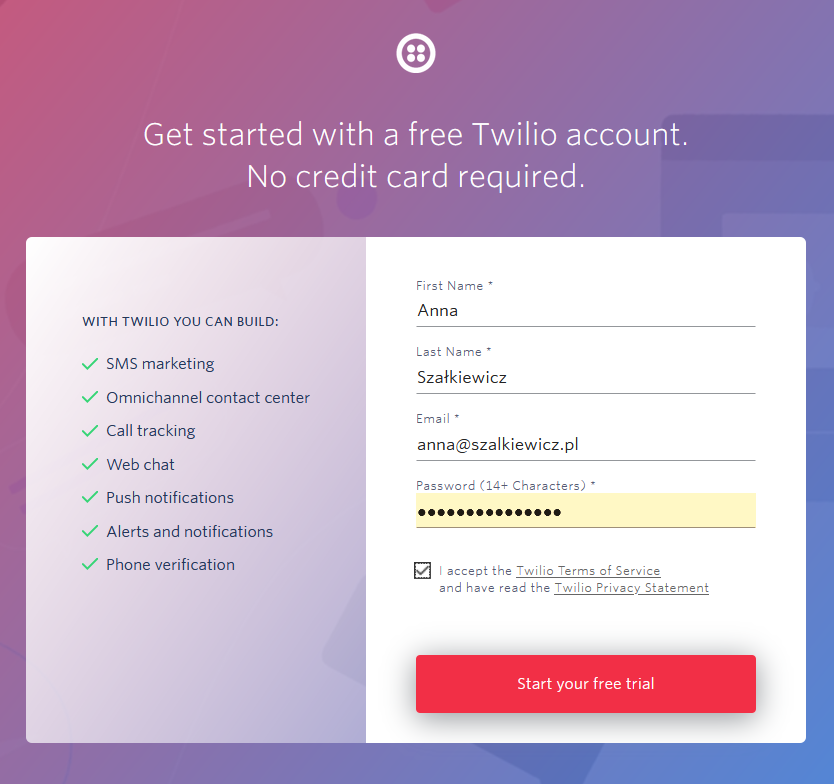 Get started with a free Twilio account.
No credit card required.
WITH TWILIO YOU CAN BUILD:
SMS marketing
Omnichannel contact center
Call tracking
Web chat
Push notifications
Alerts and notifications
Phone verification
First Name *
Anna
Last Name *
Szałkiewicz
Email *
anna@szalkiewicz.pl
Password (14+ Characters) *
•••••••••••••••
I accept the Twilio Terms of Service
and have read the Twilio Privacy Statement
Start your free trial